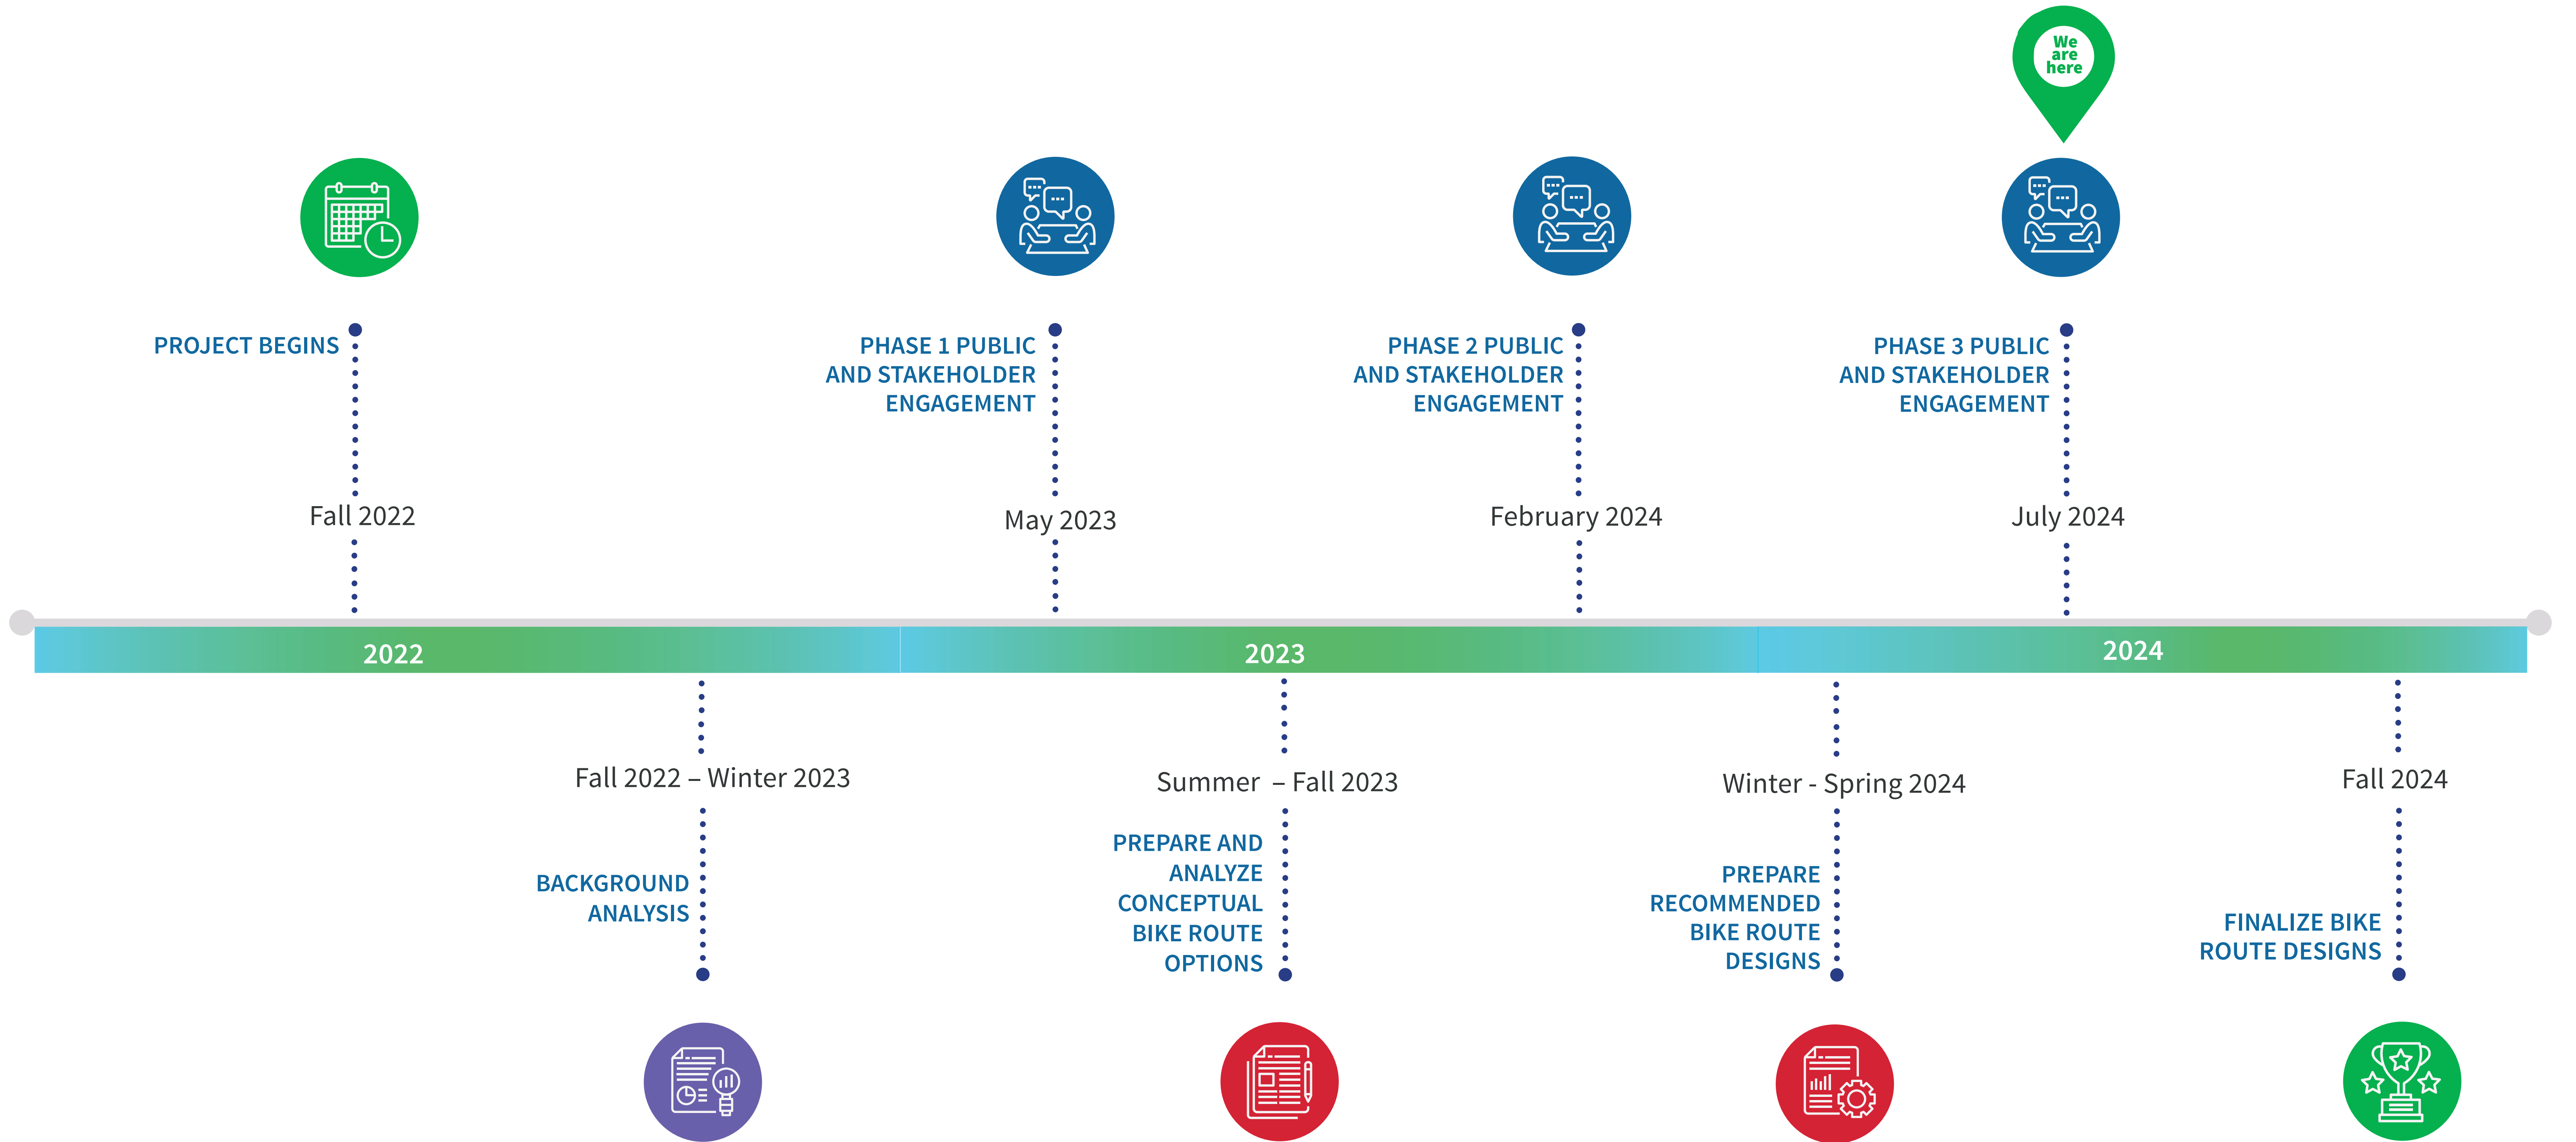 We
are
here
PROJECT BEGINS
PHASE 1 PUBLIC
AND STAKEHOLDER
ENGAGEMENT
PHASE 2 PUBLIC
AND STAKEHOLDER
ENGAGEMENT
PHASE 3 PUBLIC
AND STAKEHOLDER
ENGAGEMENT
Fall 2022
May 2023
February 2024
July 2024
2022
2023
2024
Fall 2022 – Winter 2023
Summer – Fall 2023
Winter - Spring 2024
Fall 2024
BACKGROUND
ANALYSIS
PREPARE AND
ANALYZE
CONCEPTUAL
BIKE ROUTE
OPTIONS
PREPARE
RECOMMENDED
BIKE ROUTE
DESIGNS
FINALIZE BIKE
ROUTE DESIGNS